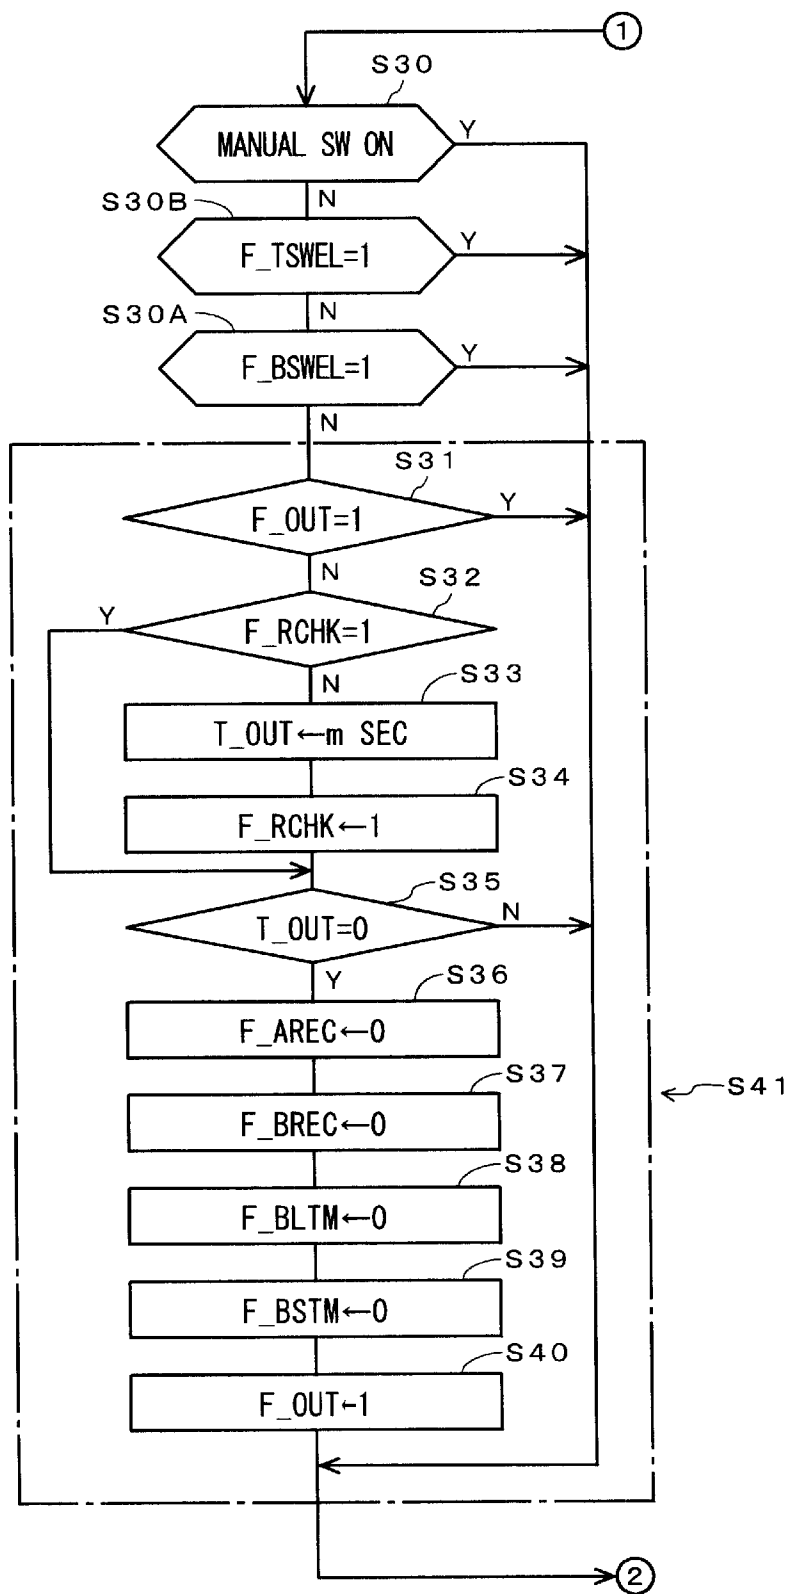 1
S30
MANUAL SW ON
Y
N
S30B
F_TSWEL=1
Y
N
S30A
F_BSWEL=1
Y
N
S31
F_OUT=1
Y
N
S32
Y
F_RCHK=1
N
S33
T_OUT←m SEC
S34
F_RCHK←1
S35
T_OUT=0
N
Y
S36
F_AREC←0
S37
F_BREC←0
S41
S38
F_BLTM←0
S39
F_BSTM←0
S40
F_OUT←1
2